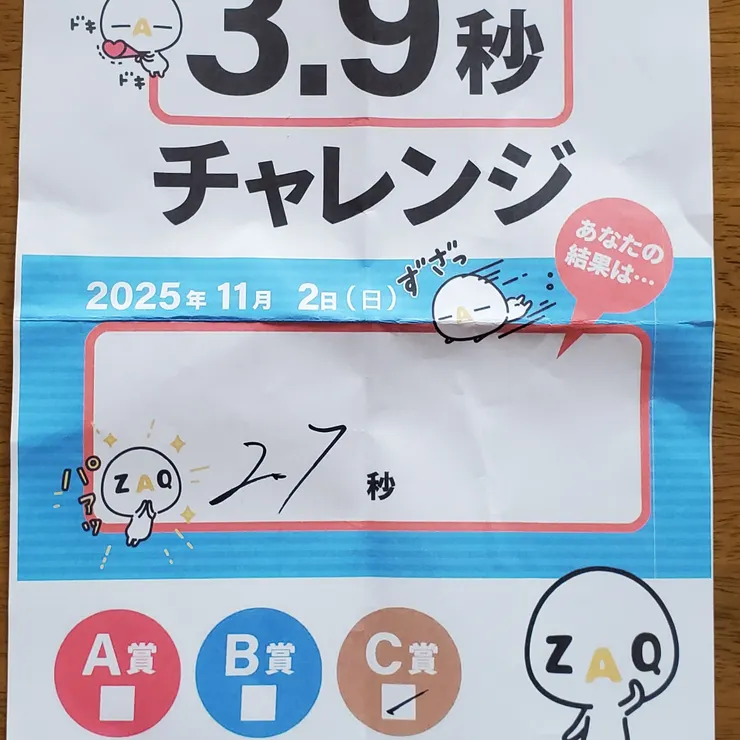 ドキ
A
ドキ
3.9秒
チャレンジ
あなたの
結果は…
2025年 11月 2日(日)
ずざっ
A
パァッ
ZAQ
2.7 秒
A賞
B賞
C賞
ZAQ